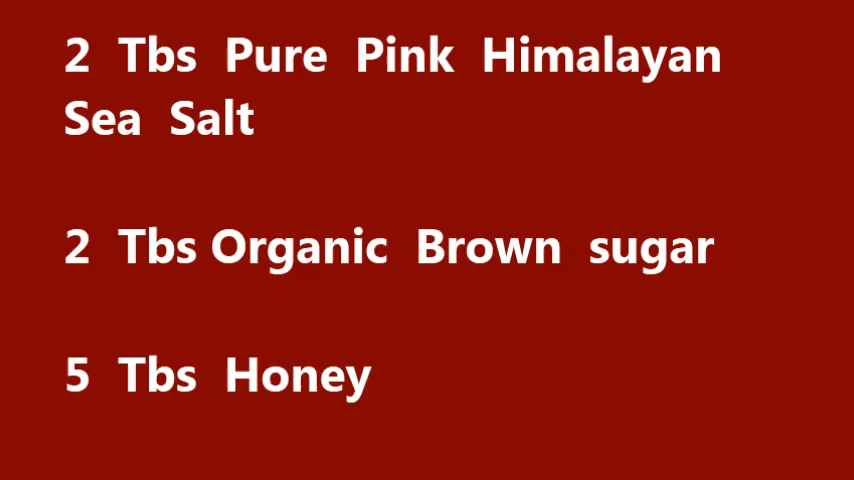 2 Tbs Pure Pink Himalayan
Sea Salt
2 Tbs Organic Brown sugar
5 Tbs Honey